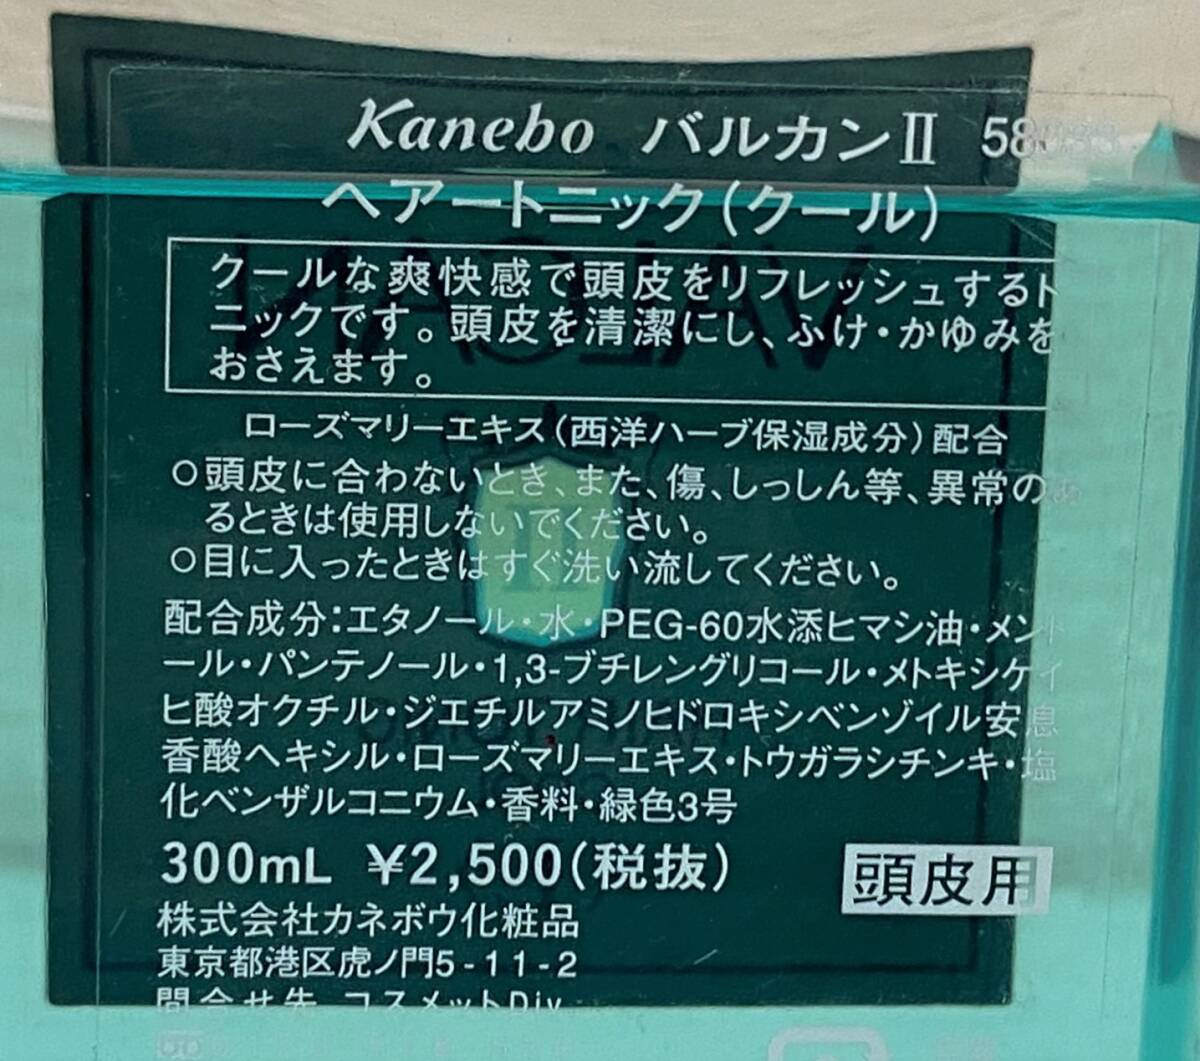 Kanebo バルカンⅡ
ヘアートニック(クール)
クールな爽快感で頭皮をリフレッシュするト
ニックです。頭皮を清潔にし、ふけ・かゆみを
おさえます。
ローズマリーエキス(西洋ハーブ保湿成分)配合
○頭皮に合わないとき、また、傷、しっしん等、異常のあ
るときは使用しないでください。
○目に入ったときはすぐ洗い流してください。
配合成分:エタノール・水・PEG-60水添ヒマシ油・メント
ール・パンテノール・1,3-ブチレングリコール・メトキシケイ
ヒ酸オクチル・ジエチルアミノヒドロキシベンゾイル安息
香酸ヘキシル・ローズマリーエキス・トウガラシチンキ・塩
化ベンザルコニウム・香料・緑色3号
300mL ¥2,500(税抜) 頭皮用
株式会社カネボウ化粧品
東京都港区虎ノ門5-11-2
問合せ先 コスメットDiv